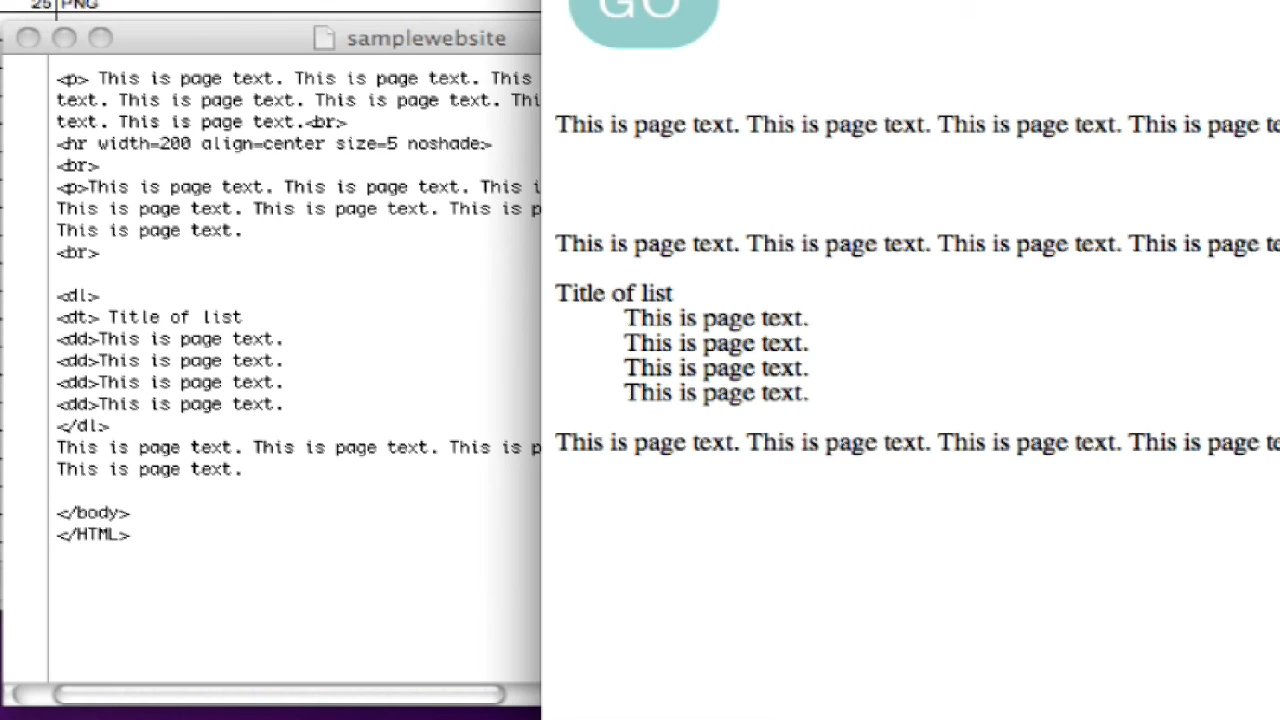 25 PNG
samplewebsite
<p> This is page text. This is page text. This
text. This is page text. This is page text. Thi
text. This is page text.<br>
<hr width=200 align=center size=5 noshade>
<br>
<p>This is page text. This is page text. This i
This is page text. This is page text. This is p
This is page text.
<br>
<dl>
<dt> Title of list
<dd>This is page text.
<dd>This is page text.
<dd>This is page text.
<dd>This is page text.
</dl>
This is page text. This is page text. This is p
This is page text.
</body>
</HTML>
GO
This is page text. This is page text. This is page text. This is page te
This is page text. This is page text. This is page text. This is page te
Title of list
This is page text.
This is page text.
This is page text.
This is page text.
This is page text. This is page text. This is page text. This is page te